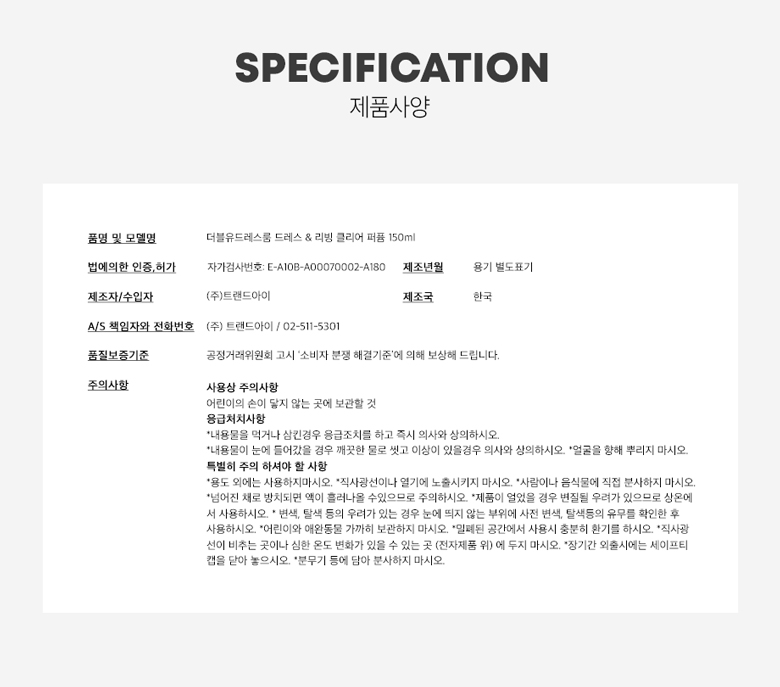 SPECIFICATION
제품사양
품명 및 모델명 더블유드레스룸 드레스 & 리빙 클리어 퍼퓸 150ml
법에의한 인증,허가 자가검사번호: E-A10B-A00070002-A180 제조년월 용기 별도표기
제조자/수입자 (주)트랜드아이 제조국 한국
A/S 책임자와 전화번호 (주) 트랜드아이 / 02-511-5301
품질보증기준 공정거래위원회 고시 '소비자 분쟁 해결기준'에 의해 보상해 드립니다.
주의사항 사용상 주의사항
어린이의 손이 닿지 않는 곳에 보관할 것
응급처치사항
*내용물을 먹거나 삼킨경우 응급조치를 하고 즉시 의사와 상의하시오.
*내용물이 눈에 들어갔을 경우 깨끗한 물로 씻고 이상이 있을경우 의사와 상의하시오. *얼굴을 향해 뿌리지 마시오.
특별히 주의 하셔야 할 사항
*용도 외에는 사용하지마시오. *직사광선이나 열기에 노출시키지 마시오. *사람이나 음식물에 직접 분사하지 마시오.
*넘어진 채로 방치되면 액이 흘러나올 수있으므로 주의하시오. *제품이 얼었을 경우 변질될 우려가 있으므로 상온에
서 사용하시오. * 변색, 탈색 등의 우려가 있는 경우 눈에 띄지 않는 부위에 사전 변색, 탈색등의 유무를 확인한 후
사용하시오. *어린이와 애완동물 가까히 보관하지 마시오. *밀폐된 공간에서 사용시 충분히 환기를 하시오. *직사광
선이 비추는 곳이나 심한 온도 변화가 있을 수 있는 곳 (전자제품 위) 에 두지 마시오. *장기간 외출시에는 세이프티
캡을 닫아 놓으시오. *분무기 등에 담아 분사하지 마시오.